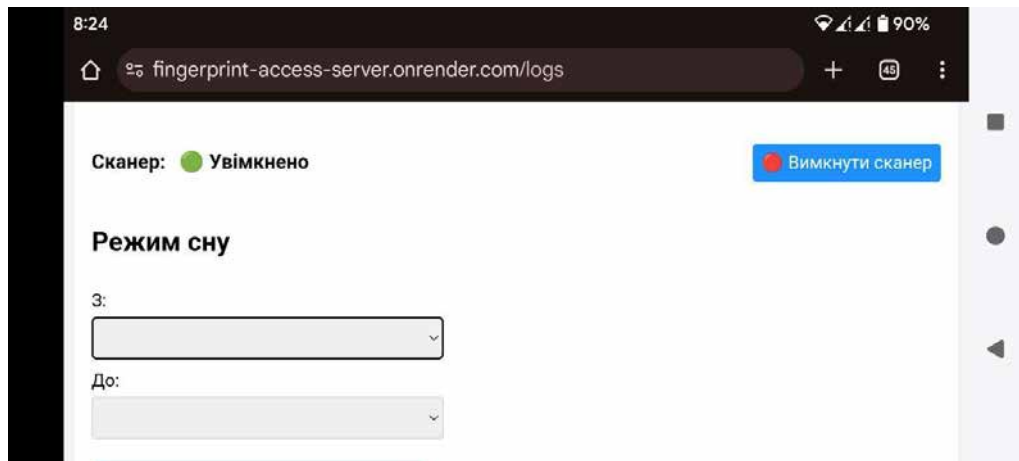 8:24
90%
fingerprint-access-server.onrender.com/logs
45
Сканер: Увімкнено
Вимкнути сканер
Режим сну
З:
До: